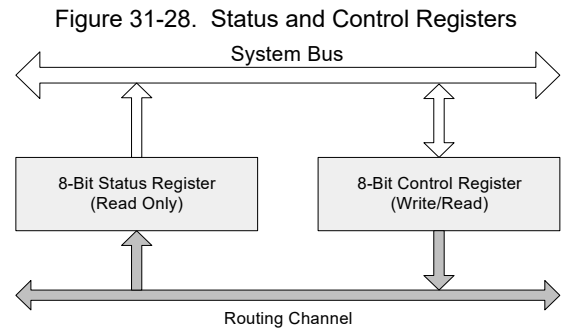 Figure 31-28. Status and Control Registers
System Bus
8-Bit Status Register
(Read Only)
8-Bit Control Register
(Write/Read)
Routing Channel